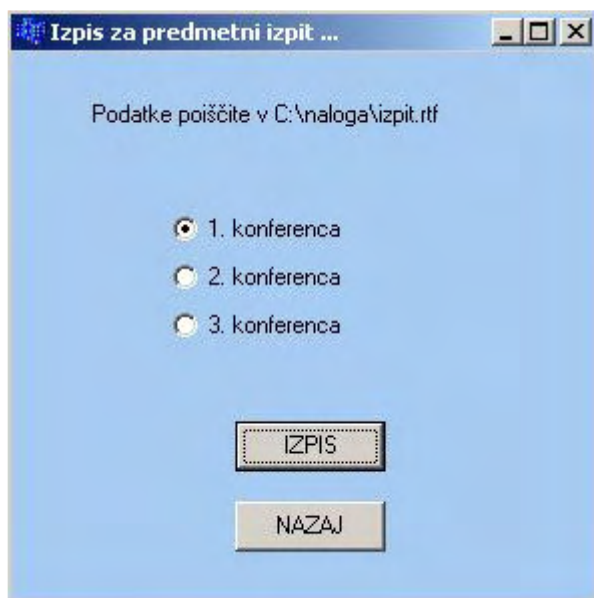 Izpis za predmetni izpit ...
Podatke poiščite v C:\naloga\izpit.rtf
1. konferenca
2. konferenca
3. konferenca
IZPIS
NAZAJ